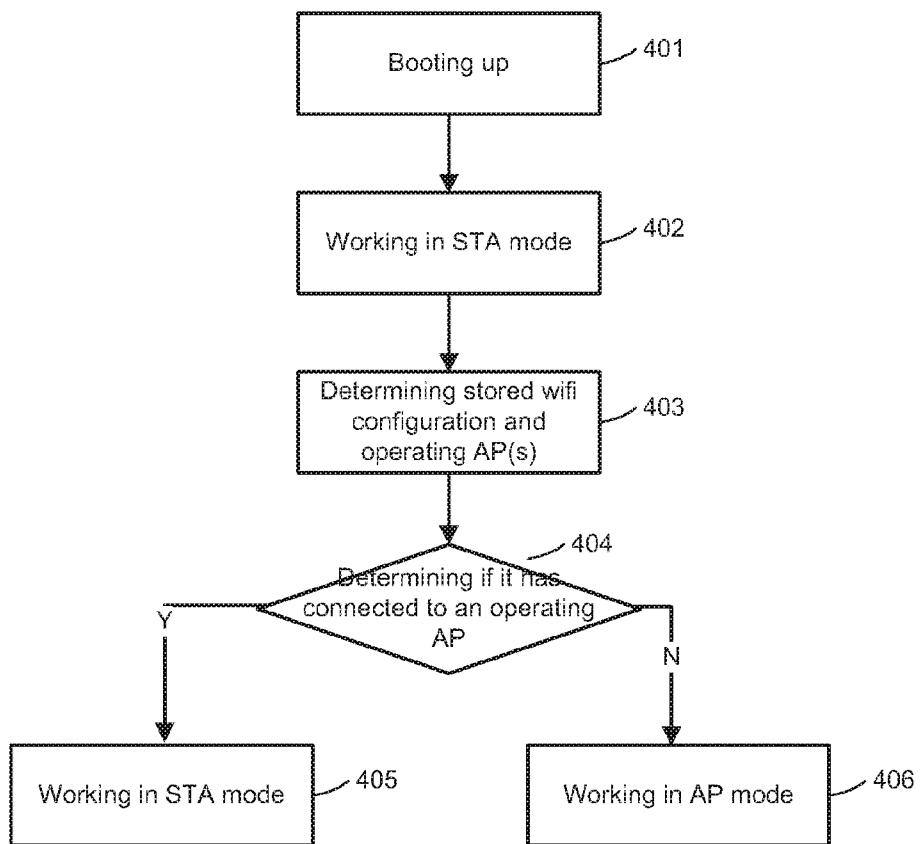 Booting up
401
Working in STA mode
402
Determining stored wifi
configuration and
operating AP(s)
403
404
Determining if it has
connected to an operating
AP
Y
N
Working in STA mode
405
Working in AP mode
406